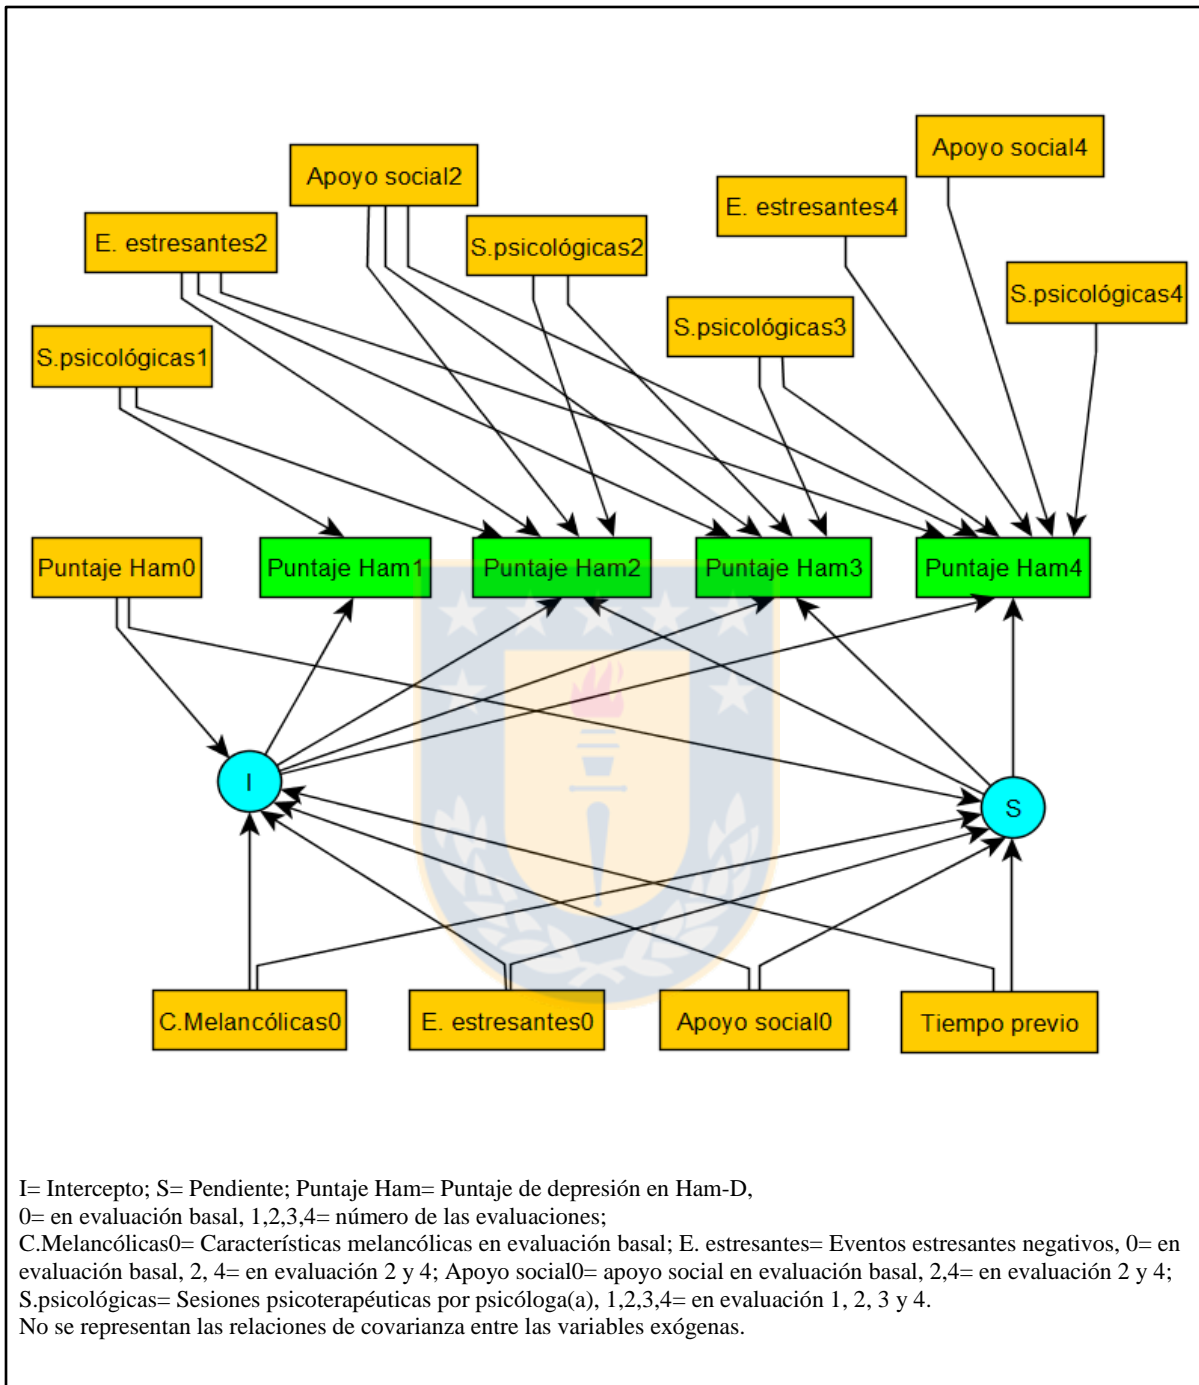 Apoyo social4
Apoyo social2
E. estresantes4
E. estresantes2
S.psicológicas2
S.psicológicas4
S.psicológicas3
S.psicológicas1
Puntaje Ham0
Puntaje Ham1
Puntaje Ham2
Puntaje Ham3
Puntaje Ham4
I
S
C.Melancólicas0
E. estresantes0
Apoyo social0
Tiempo previo
I= Intercepto; S= Pendiente; Puntaje Ham= Puntaje de depresión en Ham-D,
0= en evaluación basal, 1,2,3,4= número de las evaluaciones;
C.Melancólicas0= Características melancólicas en evaluación basal; E. estresantes= Eventos estresantes negativos, 0= en
evaluación basal, 2, 4= en evaluación 2 y 4; Apoyo social0= apoyo social en evaluación basal, 2,4= en evaluación 2 y 4;
S.psicológicas= Sesiones psicoterapéuticas por psicóloga(a), 1,2,3,4= en evaluación 1, 2, 3 y 4.
No se representan las relaciones de covarianza entre las variables exógenas.